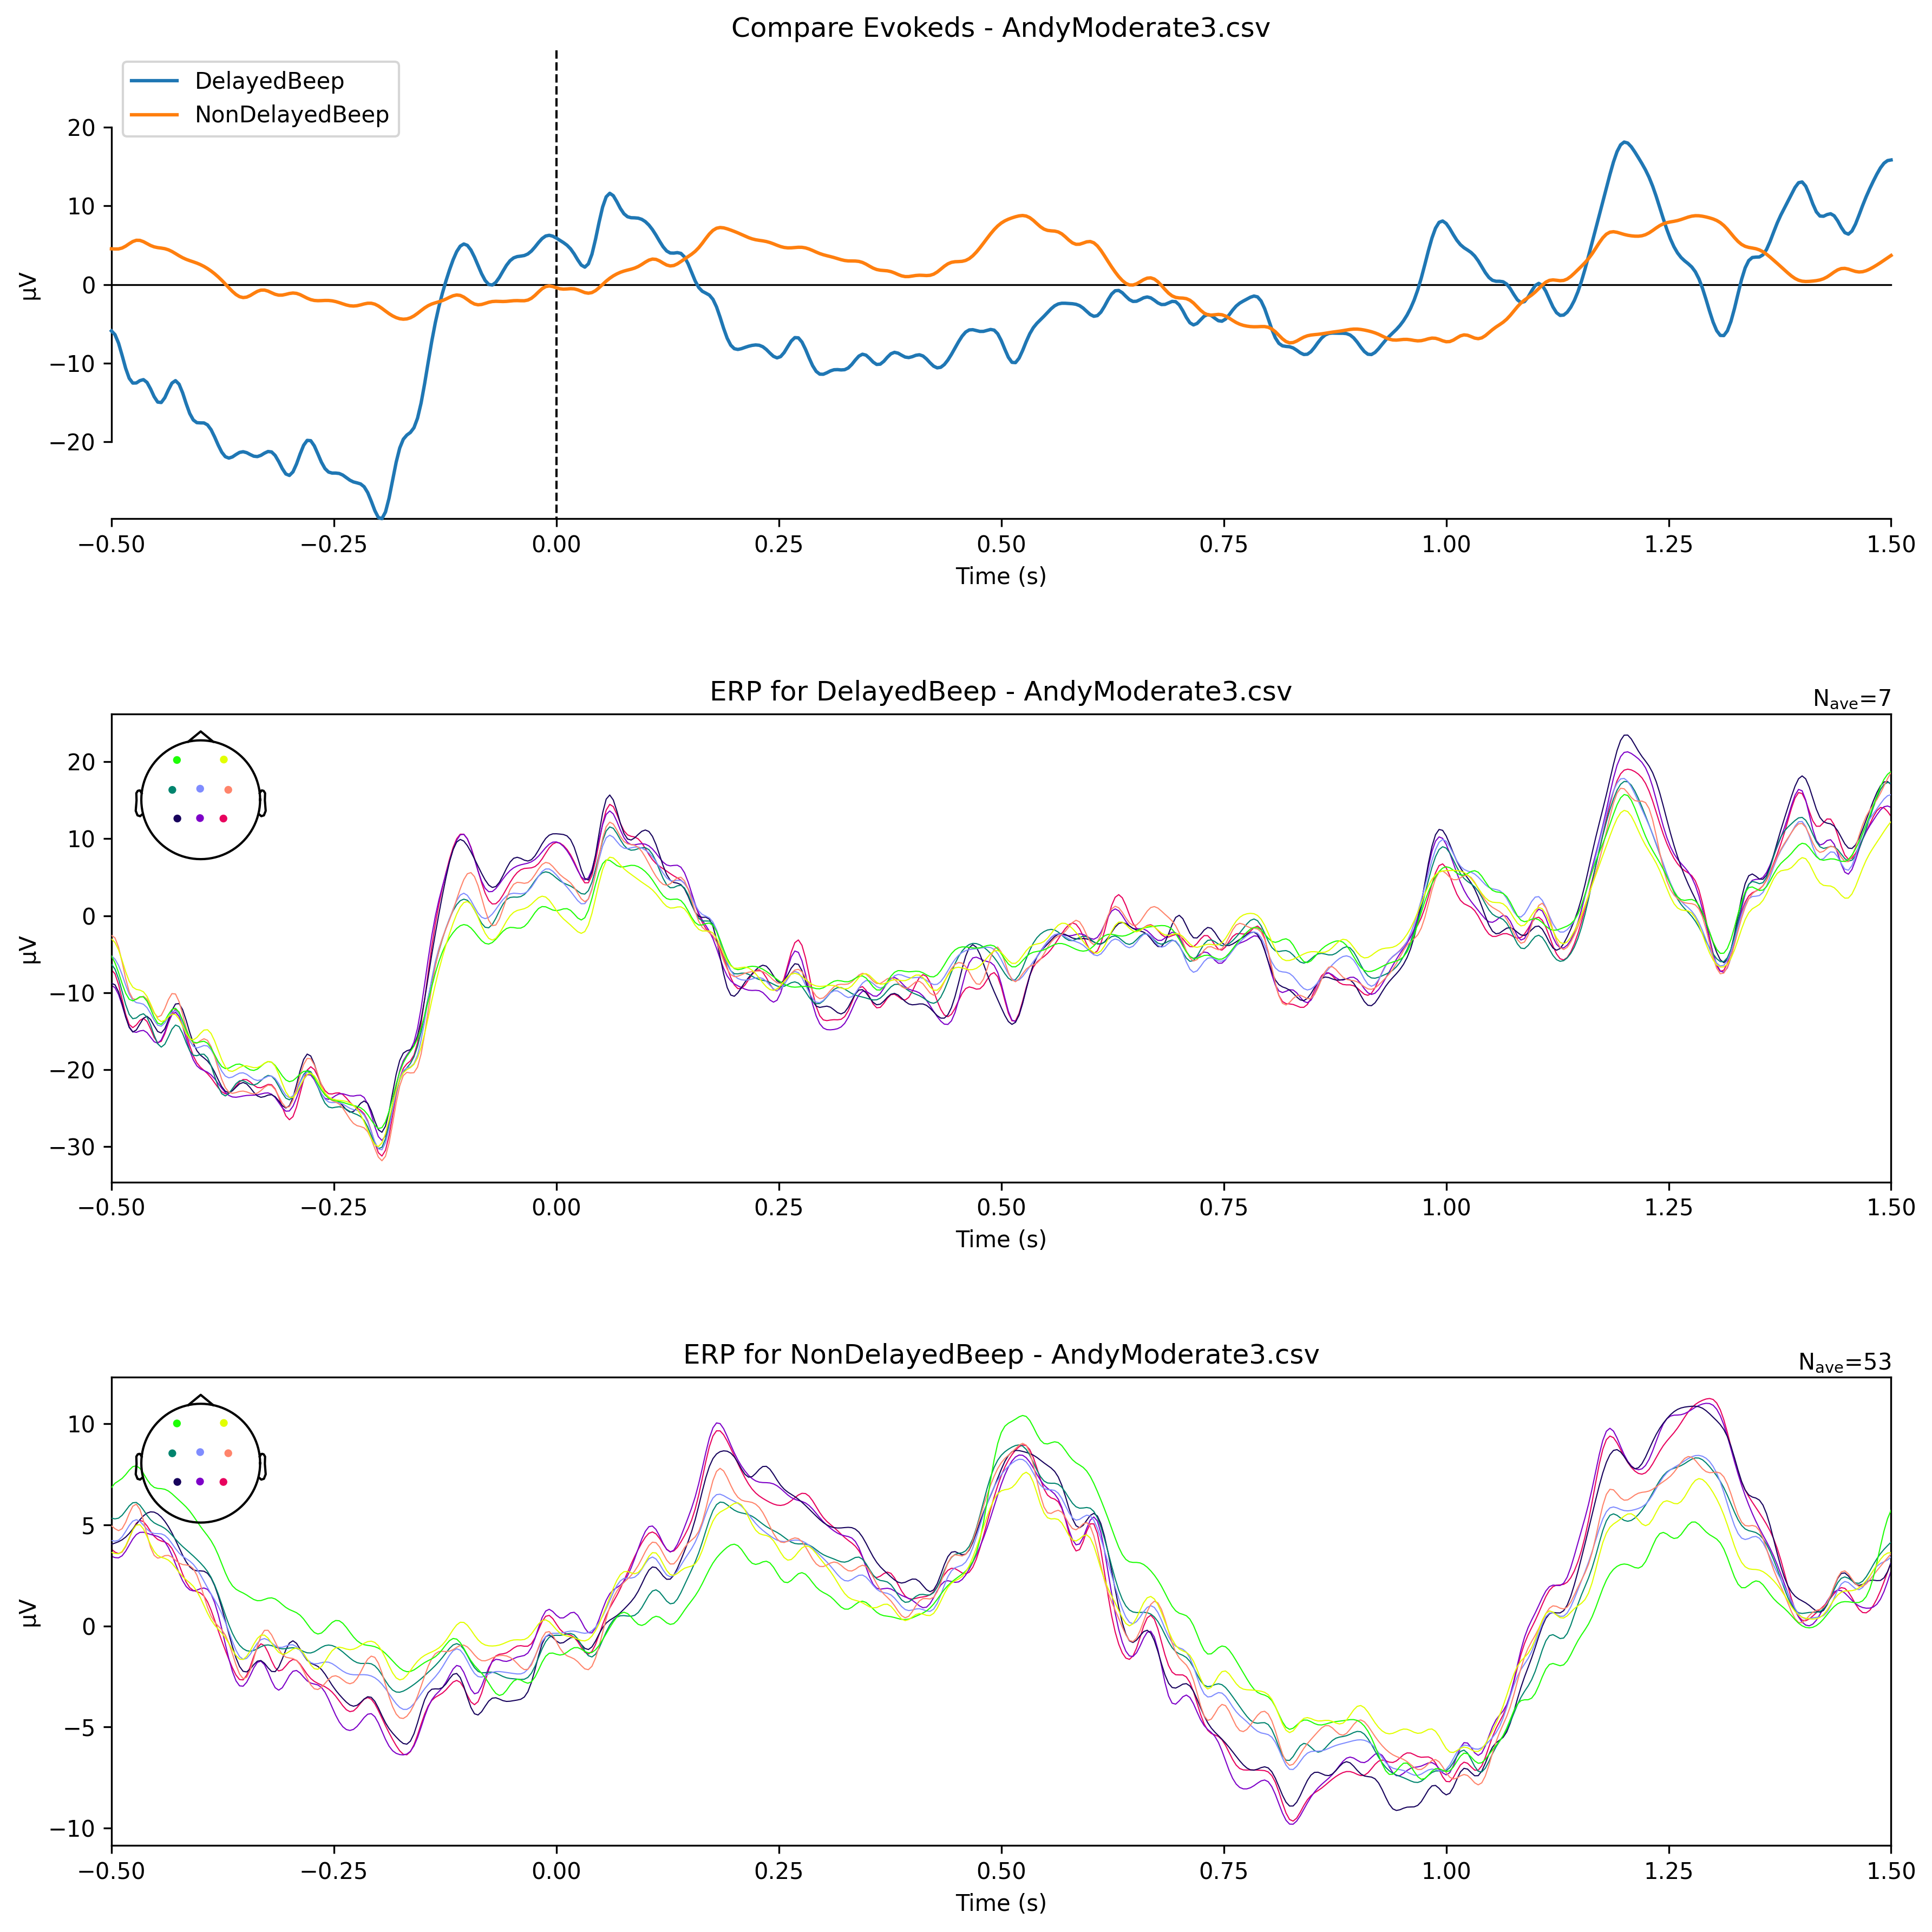 Compare Evokeds - AndyModerate3.csv
DelayedBeep
NonDelayedBeep
20
10
0
−10
−20
µV
−0.50 −0.25 0.00 0.25 0.50 0.75 1.00 1.25 1.50
Time (s)
ERP for DelayedBeep - AndyModerate3.csv
Nave=7
20
10
0
−10
−20
−30
µV
−0.50 −0.25 0.00 0.25 0.50 0.75 1.00 1.25 1.50
Time (s)
ERP for NonDelayedBeep - AndyModerate3.csv
Nave=53
10
5
0
−5
−10
µV
−0.50 −0.25 0.00 0.25 0.50 0.75 1.00 1.25 1.50
Time (s)